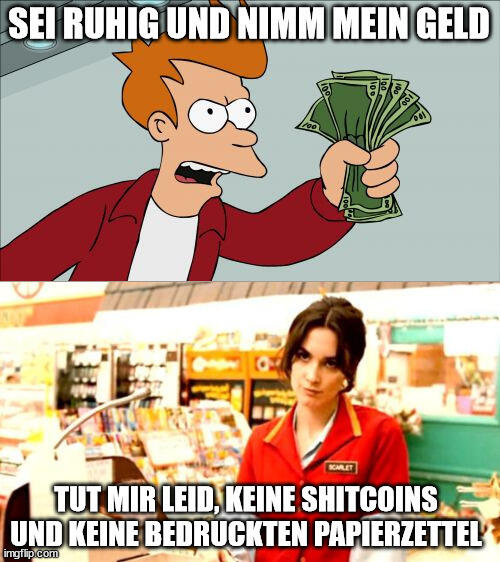 SEI RUHIG UND NIMM MEIN GELD
SCARLET
TUT MIR LEID, KEINE SHITCOINS
UND KEINE BEDRUCKTEN PAPIERZETTEL
imgflip.com